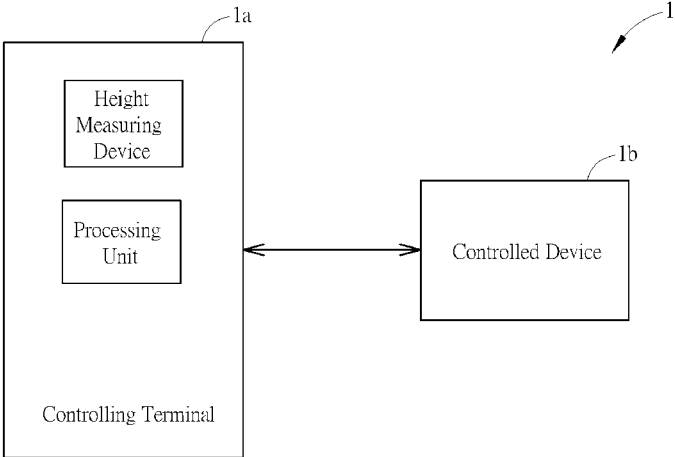 1a
1
Height
Measuring
Device
1b
Processing
Unit
Controlled Device
Controlling Terminal